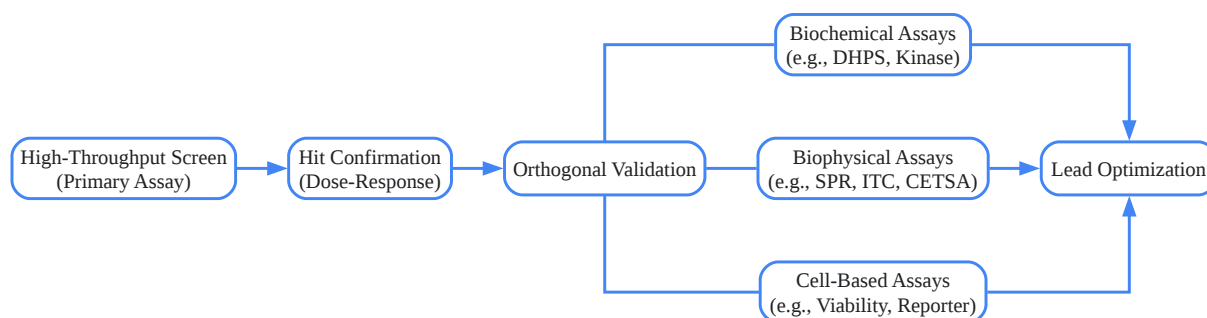 High-Throughput Screen
(Primary Assay)
Hit Confirmation
(Dose-Response)
Orthogonal Validation
Biochemical Assays
(e.g., DHPS, Kinase)
Biophysical Assays
(e.g., SPR, ITC, CETSA)
Cell-Based Assays
(e.g., Viability, Reporter)
Lead Optimization